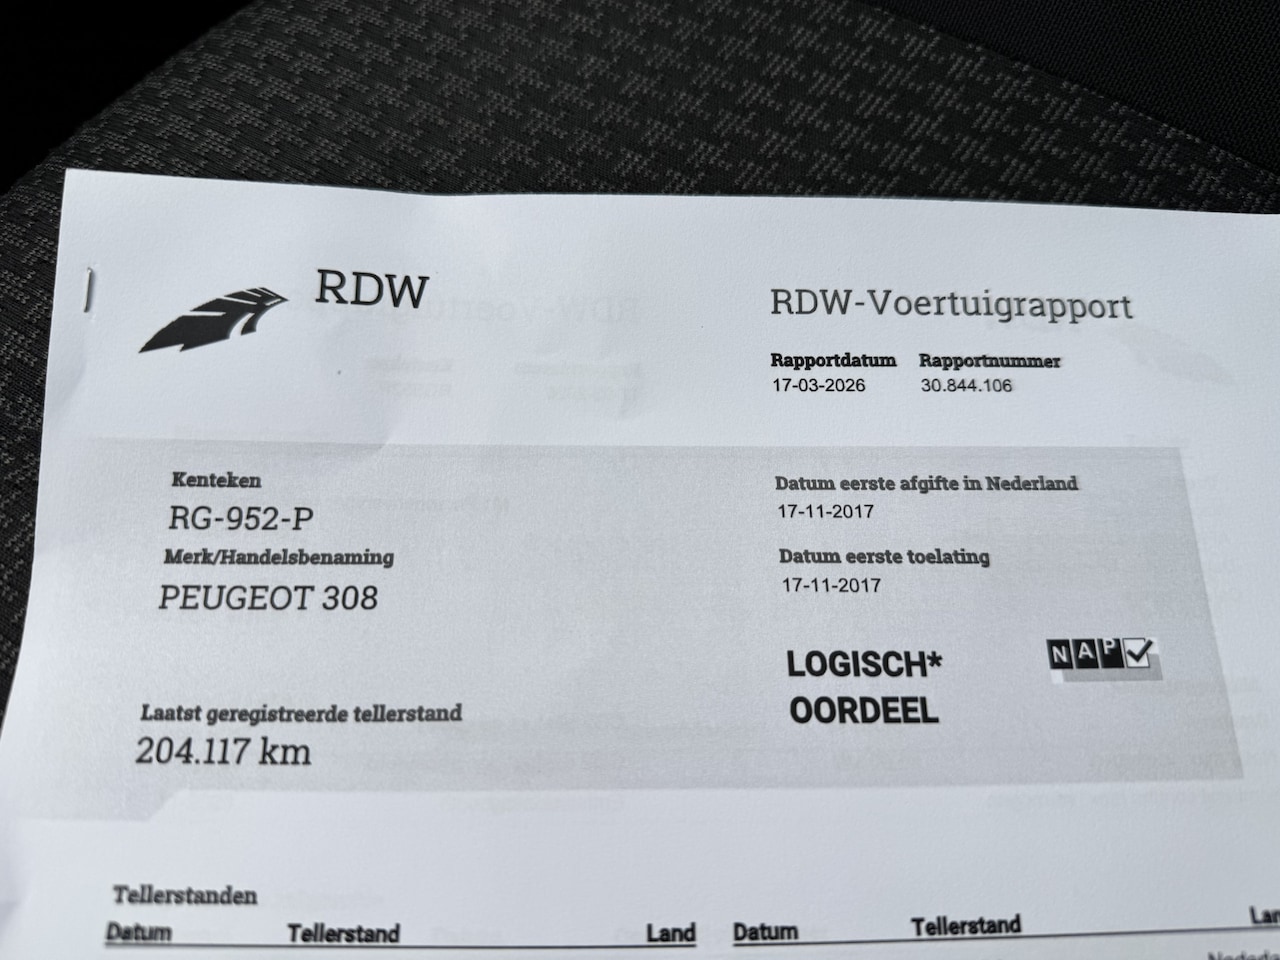 RDW
RDW-Voertuigrapport
Rapportdatum Rapportnummer
17-03-2026 30.844.106
Kenteken
RG-952-P
Merk/Handelsbenaming
PEUGEOT 308
Laatst geregistreerde tellerstand
204.117 km
Datum eerste afgifte in Nederland
17-11-2017
Datum eerste toelating
17-11-2017
LOGISCH*
OORDEEL
NAP
Tellerstanden
Datum Tellerstand Land Datum Tellerstand